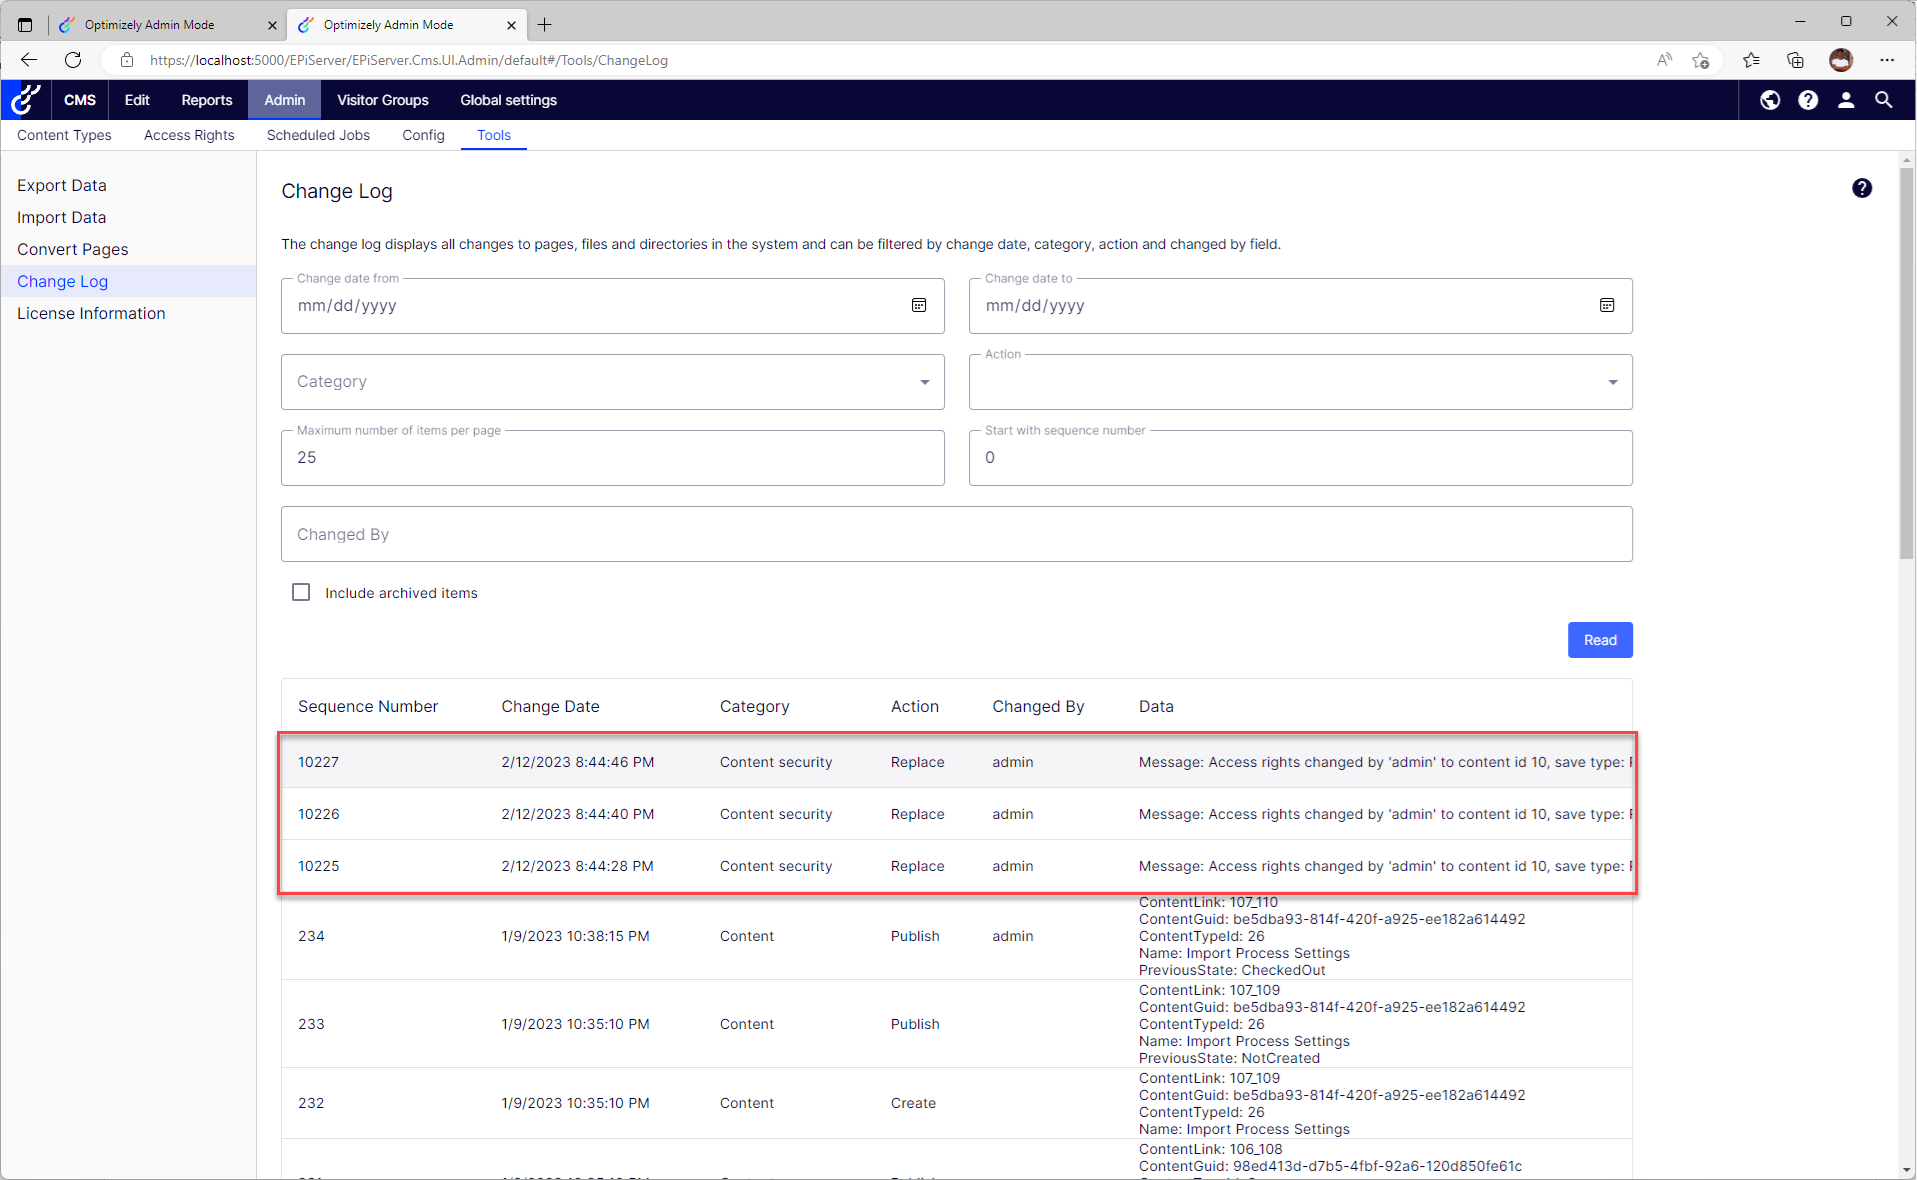 Optimizely Admin Mode
Optimizely Admin Mode
https://localhost:5000/EPiServer/EPiServer.Cms.UI.Admin/default#/Tools/ChangeLog
CMS Edit Reports Admin Visitor Groups Global settings
Content Types Access Rights Scheduled Jobs Config Tools
Export Data
Import Data
Convert Pages
Change Log
License Information
Change Log
The change log displays all changes to pages, files and directories in the system and can be filtered by change date, category, action and changed by field.
Change date from
mm/dd/yyyy
Change date to
mm/dd/yyyy
Category
Action
Maximum number of items per page
25
Start with sequence number
0
Changed By
Include archived items
Read
Sequence Number Change Date Category Action Changed By Data
10227 2/12/2023 8:44:46 PM Content security Replace admin Message: Access rights changed by 'admin' to content id 10, save type:
10226 2/12/2023 8:44:40 PM Content security Replace admin Message: Access rights changed by 'admin' to content id 10, save type:
10225 2/12/2023 8:44:28 PM Content security Replace admin Message: Access rights changed by 'admin' to content id 10, save type:
234 1/9/2023 10:38:15 PM Content Publish admin
ContentLink: 107_110
ContentGuid: be5dba93-814f-420f-a925-ee182a614492
ContentTypeId: 26
Name: Import Process Settings
PreviousState: CheckedOut
233 1/9/2023 10:35:10 PM Content Publish
ContentLink: 107_109
ContentGuid: be5dba93-814f-420f-a925-ee182a614492
ContentTypeId: 26
Name: Import Process Settings
PreviousState: NotCreated
232 1/9/2023 10:35:10 PM Content Create
ContentLink: 107_109
ContentGuid: be5dba93-814f-420f-a925-ee182a614492
ContentTypeId: 26
Name: Import Process Settings
ContentLink: 106_108
ContentGuid: 98ed413d-d7b5-4fbf-92a6-120d850fe61c